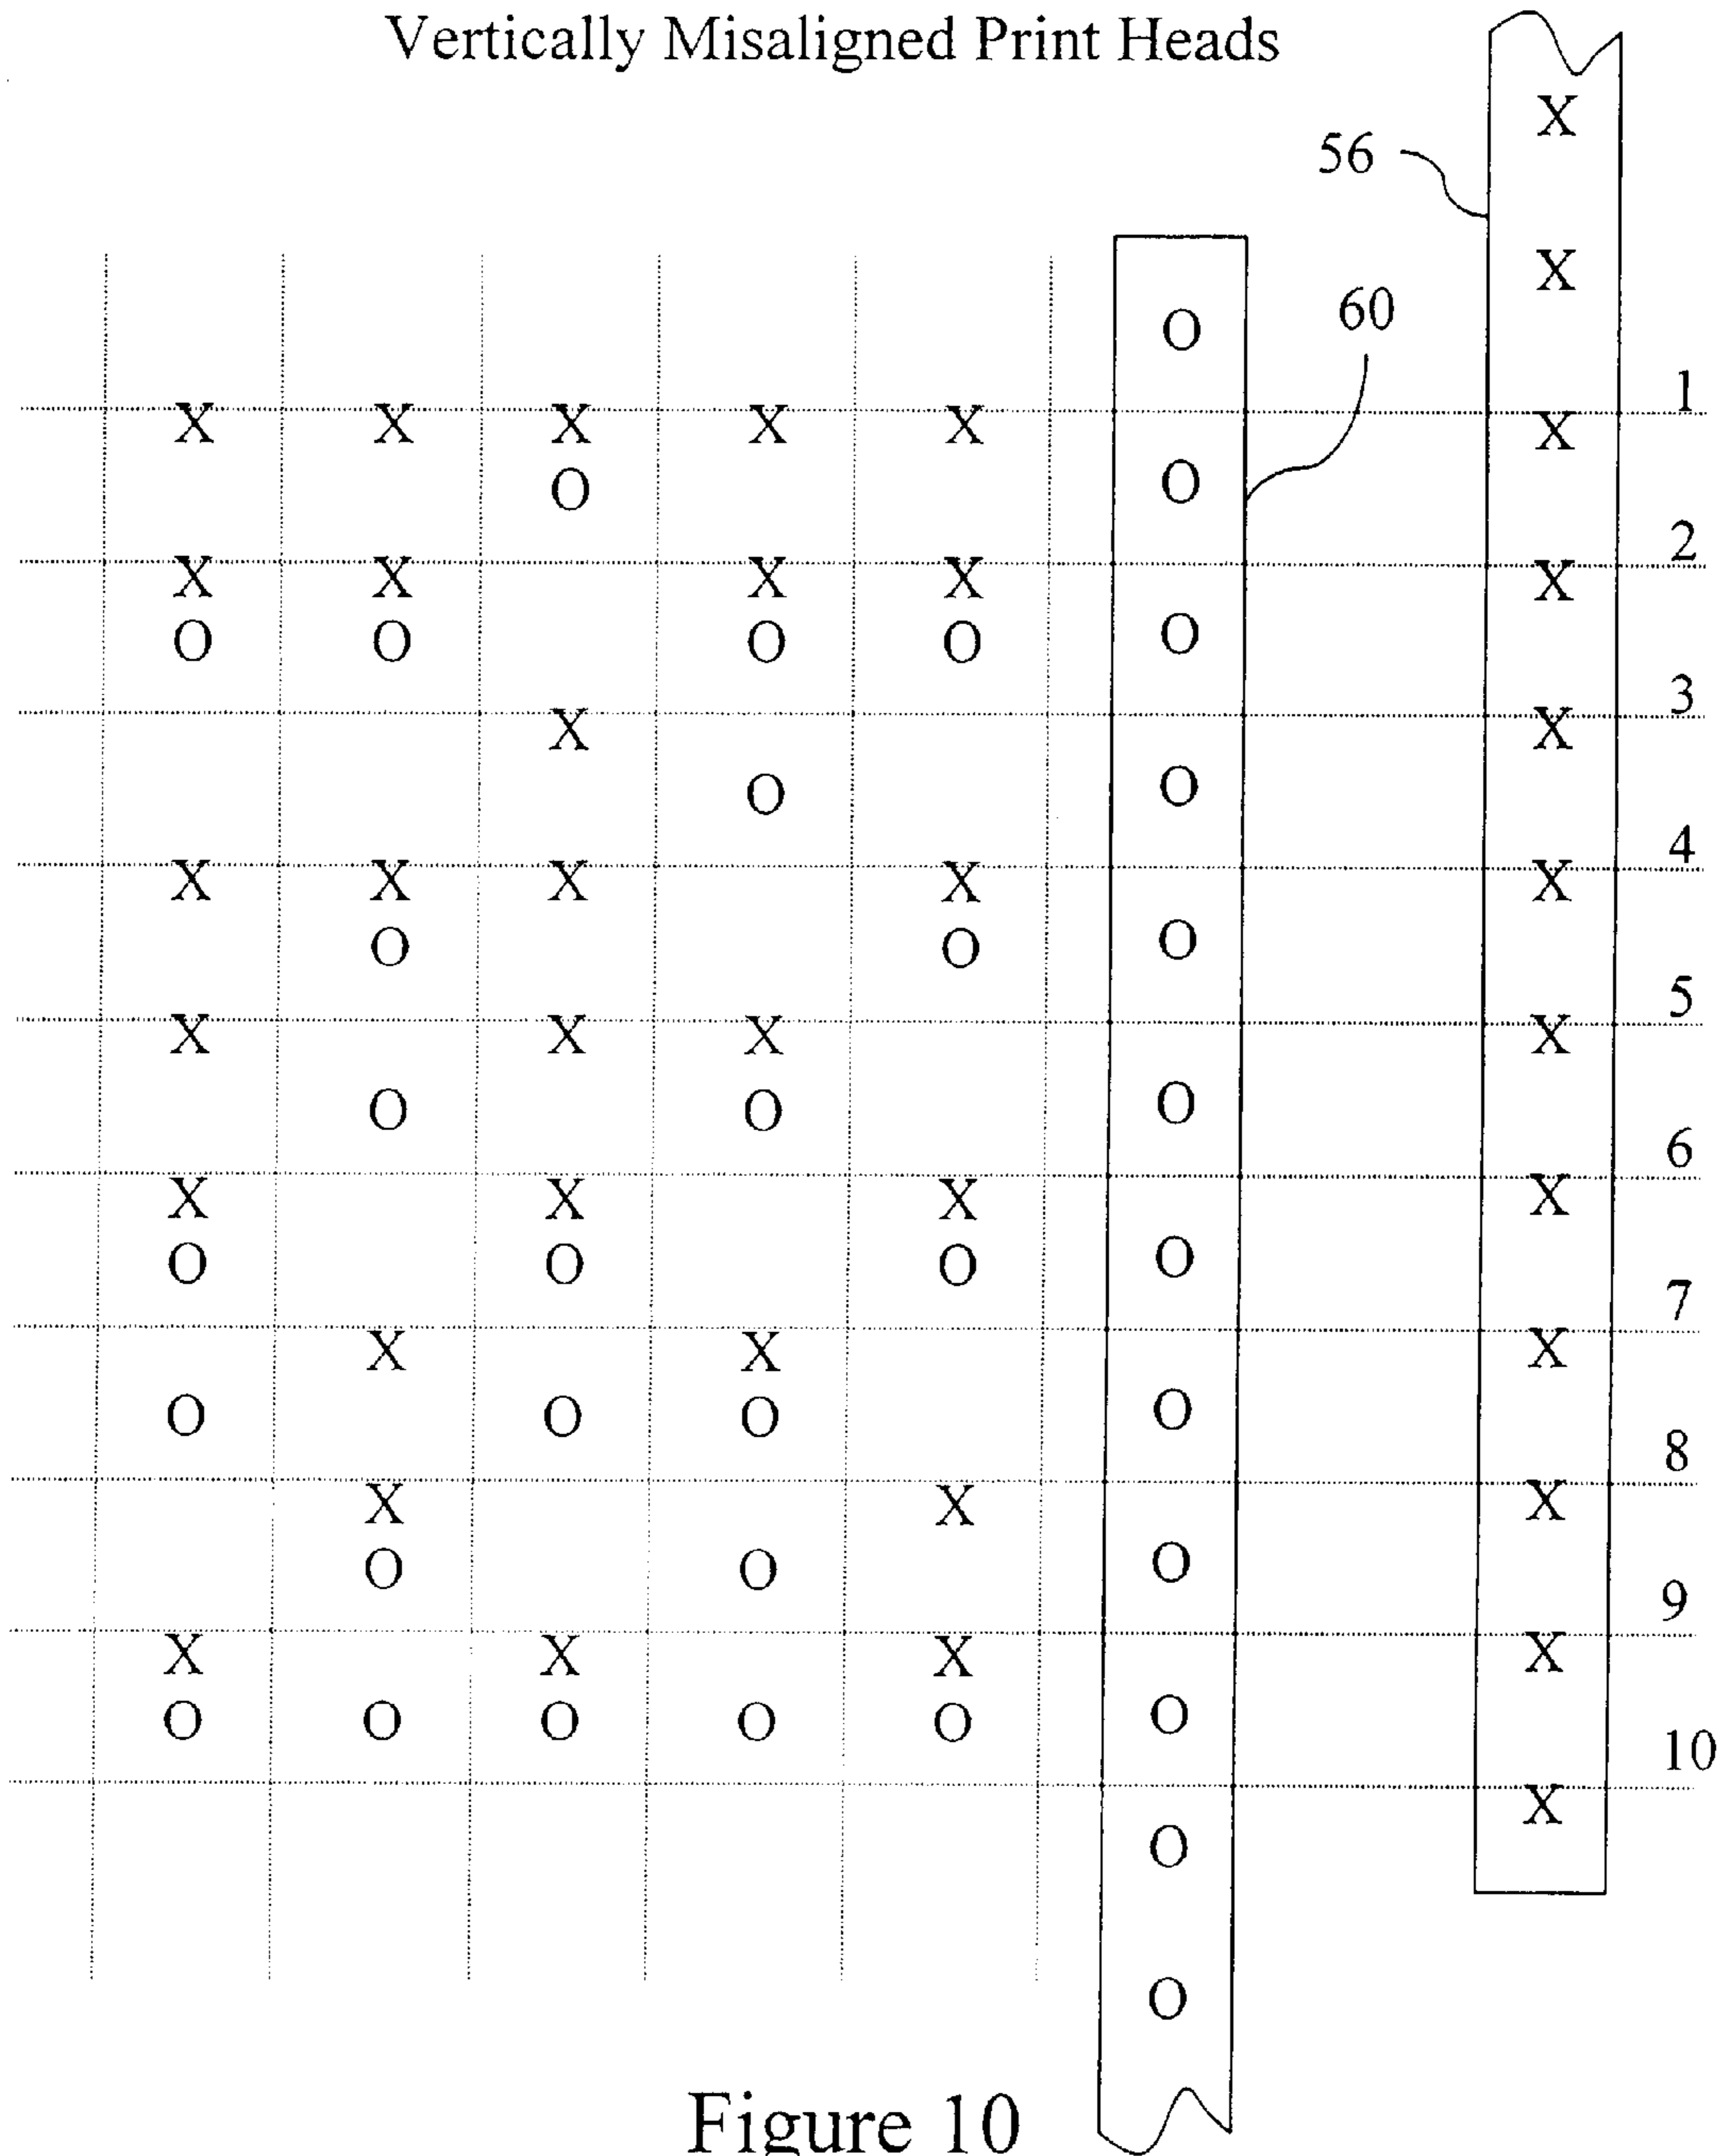 Vertically Misaligned Print Heads
X
56
X
60
O
1
X X X X X X
O O
2
X X X X X
O O O O O
3
X X
O O
4
X X X X X
O O O
5
X X X X
O O O
6
X X X X
O O O O
7
X X X
O O O O
8
X X X
O O O
9
X X X X
O O O O O O
10
X
O
O
Figure 10